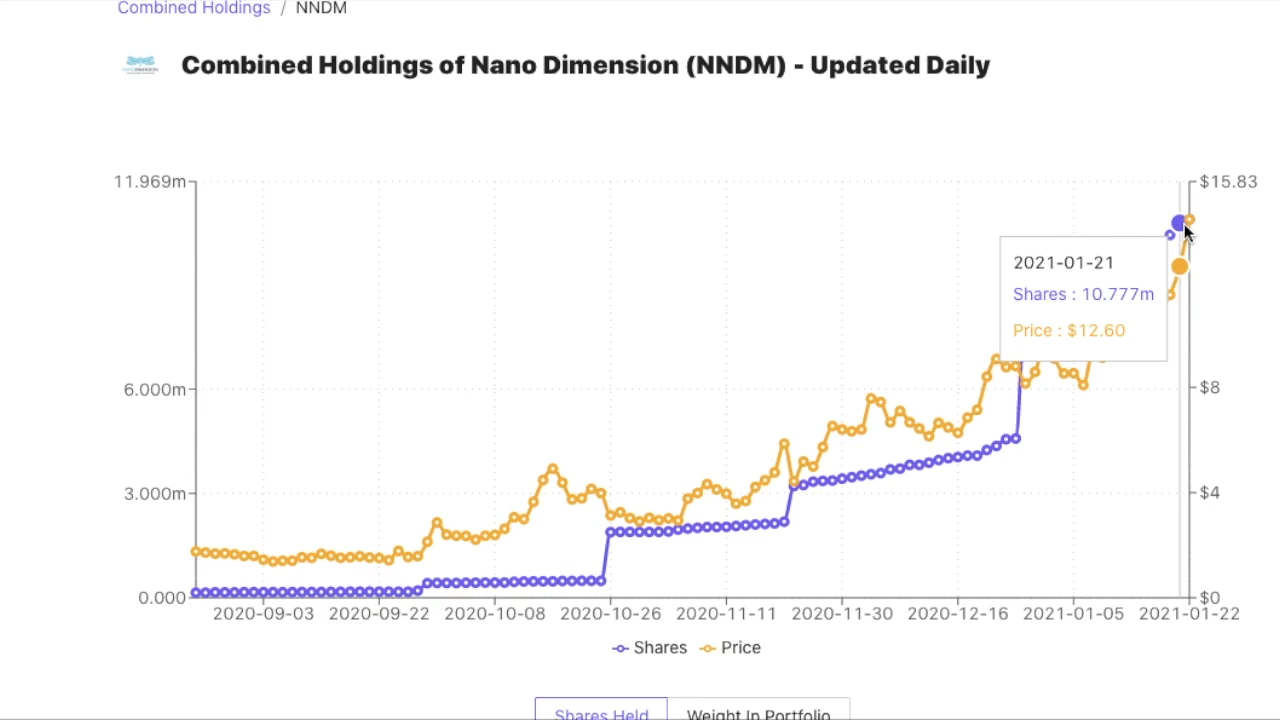 Combined Holdings / NNDM
Combined Holdings of Nano Dimension (NNDM) - Updated Daily
11.969m
$15.83
2021-01-21
Shares : 10.777m
Price : $12.60
6.000m
$8
3.000m
$4
0.000
$0
2020-09-03 2020-09-22 2020-10-08 2020-10-26 2020-11-11 2020-11-30 2020-12-16 2021-01-05 2021-01-22
Shares Price
Shares Held Weight In Portfolio